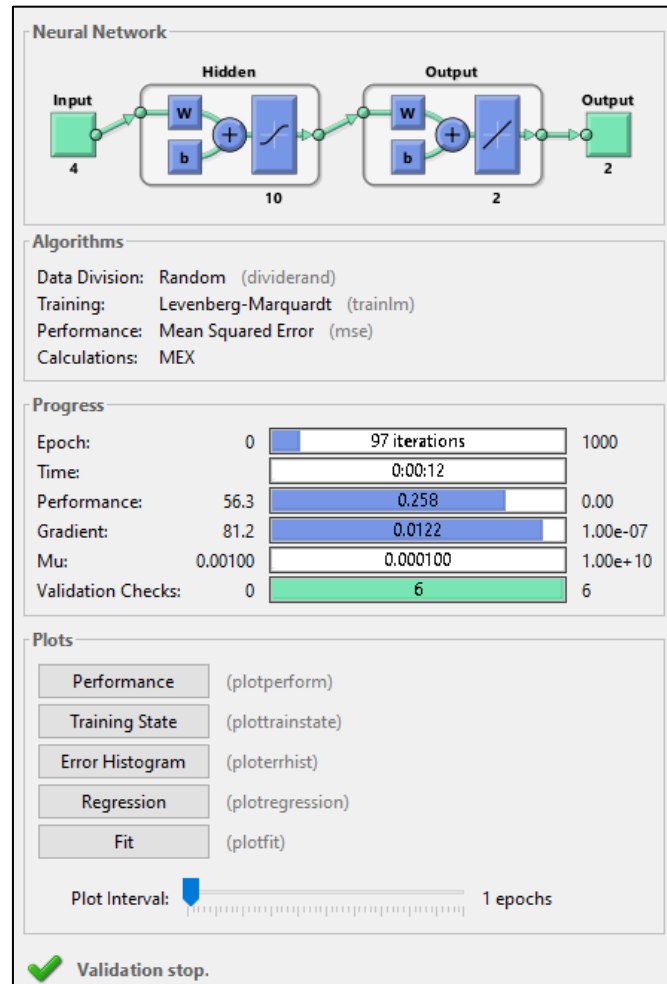 Neural Network
Hidden
Output
Input
Output
W
W
b
b
4
10
2
2
Algorithms
Data Division: Random (dividerand)
Training: Levenberg-Marquardt (trainlm)
Performance: Mean Squared Error (mse)
Calculations: MEX
Progress
Epoch: 0 97 iterations 1000
Time: 0:00:12
Performance: 56.3 0.258 0.00
Gradient: 81.2 0.0122 1.00e-07
Mu: 0.00100 0.000100 1.00e+10
Validation Checks: 0 6 6
Plots
Performance (plotperform)
Training State (plottrainstate)
Error Histogram (ploterrhist)
Regression (plotregression)
Fit (plotfit)
Plot Interval: 1 epochs
Validation stop.